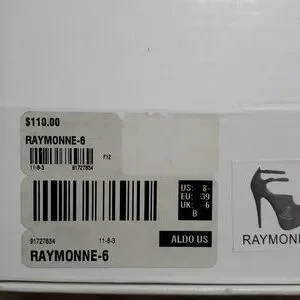 $110.00
RAYMONNE-6
F12
11-8-3 91727834
US: 8-
EU: 39
UK: 6
B
91727834 11-8-3 ALDO US
RAYMONNE-6
RAYMONN